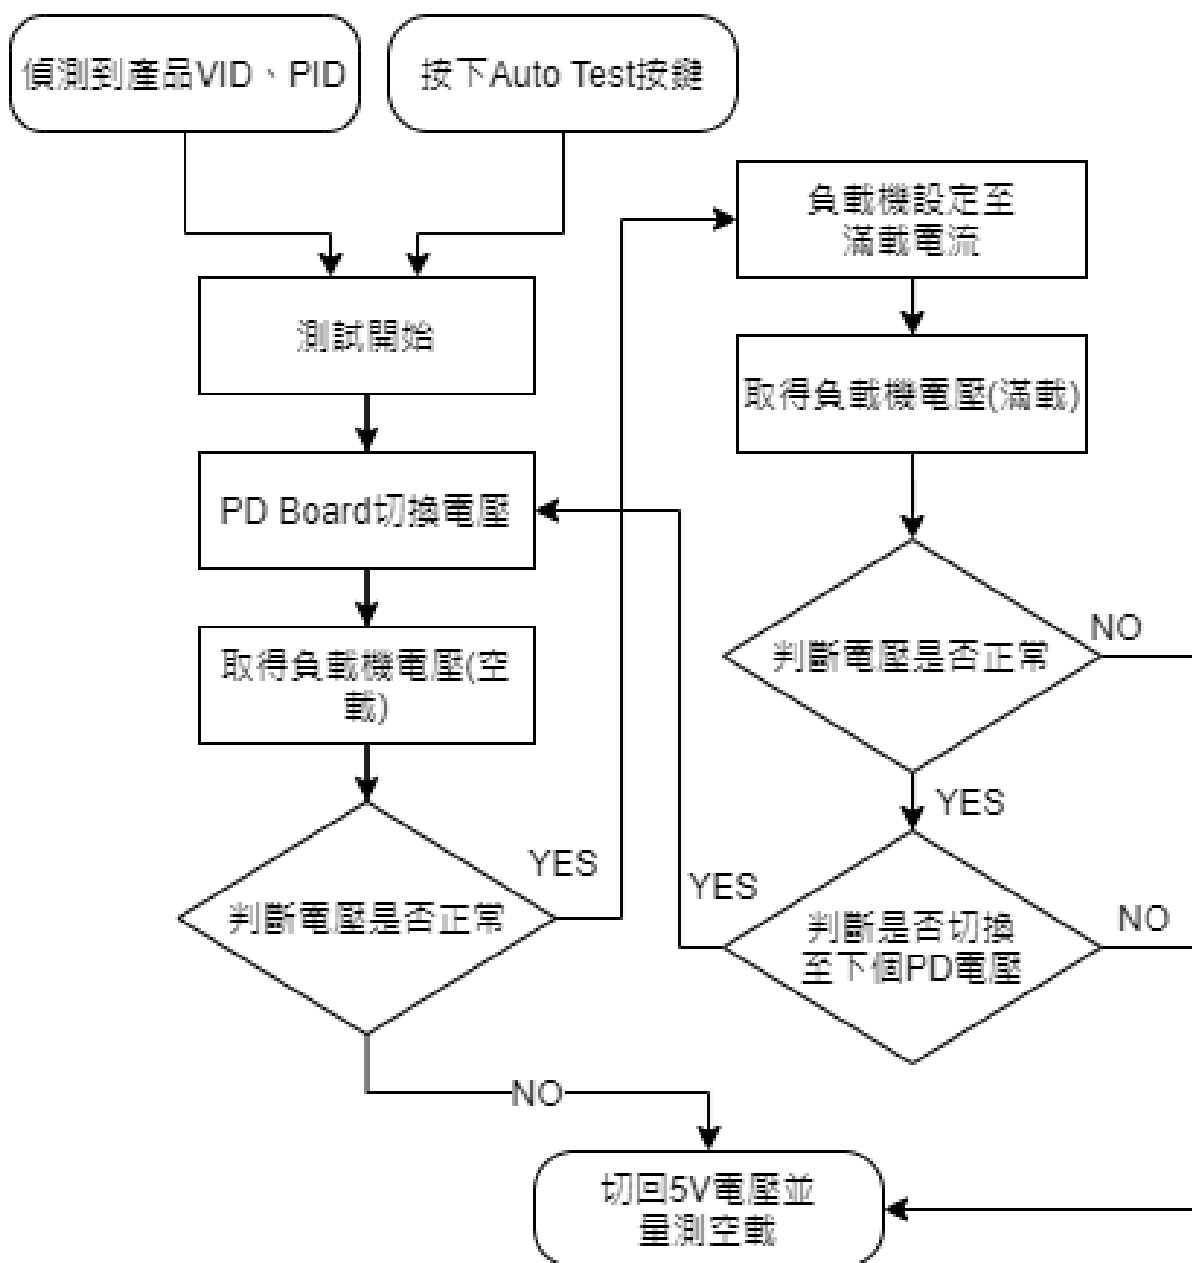 偵測到產品VID、PID
按下Auto Test按鍵
測試開始
PD Board切換電壓
取得負載機電壓(空
載)
判斷電壓是否正常
YES
NO
負載機設定至
滿載電流
取得負載機電壓(滿載)
判斷電壓是否正常
NO
YES
判斷是否切換
至下個PD電壓
YES
NO
切回5V電壓並
量測空載